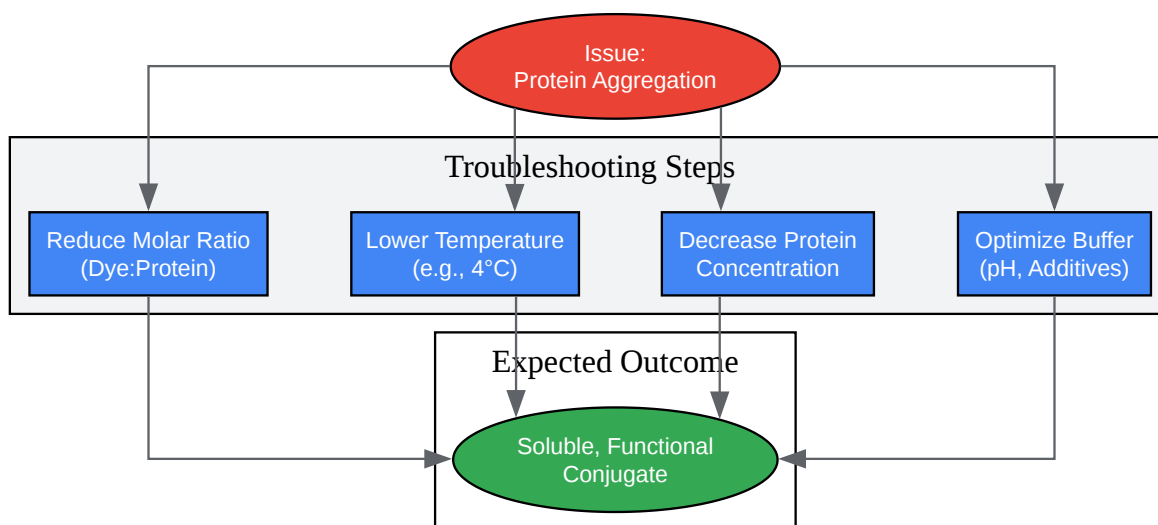 Issue:
Protein Aggregation
Troubleshooting Steps
Reduce Molar Ratio
(Dye:Protein)
Lower Temperature
(e.g., 4°C)
Decrease Protein
Concentration
Optimize Buffer
(pH, Additives)
Expected Outcome
Soluble, Functional
Conjugate